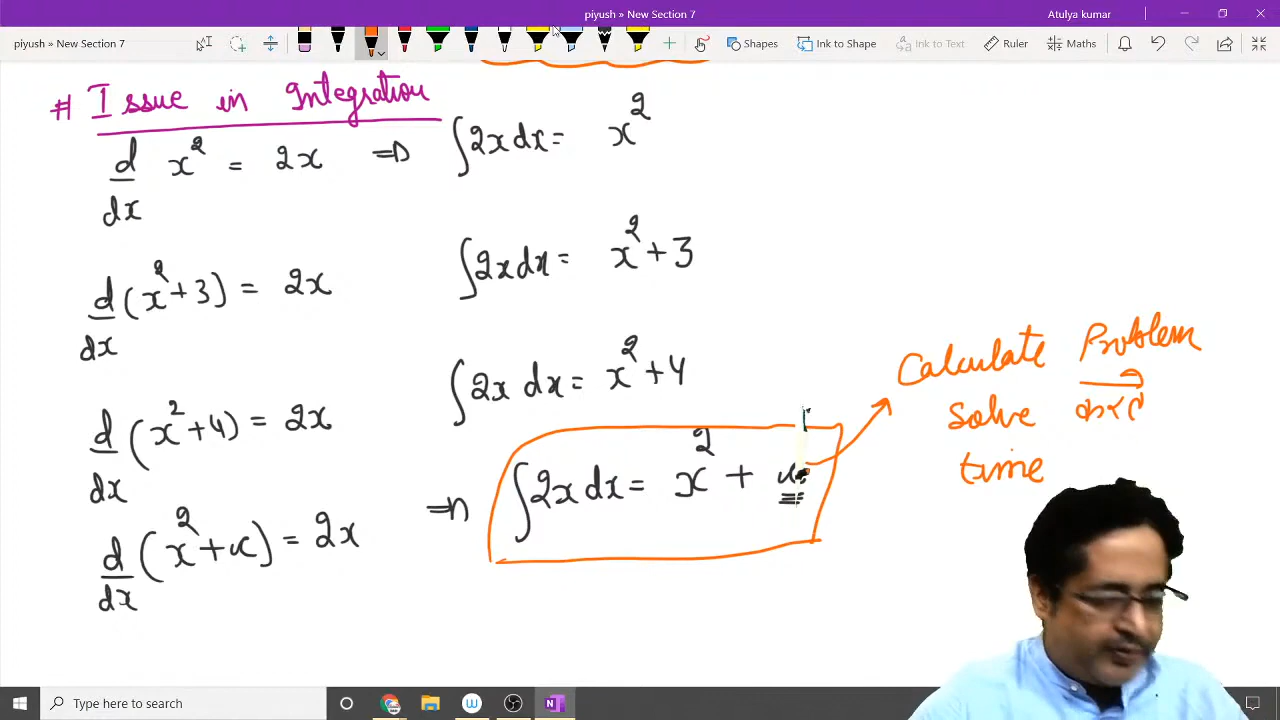 piyush » New Section 7
Atulya kumar
piyush » New Section 7
Shapes
Ink to Shape
Ink to Text
Ruler
Maths
# Issue in Integration
d/dx x² = 2x ⇒ ∫2x dx = x²
d/dx (x²+3) = 2x ∫2x dx = x²+3
d/dx (x²+4) = 2x ∫2x dx = x²+4
d/dx (x²+k) = 2x ⇒ ∫2x dx = x² + k
Calculate Problem
solve
time
Type here to search